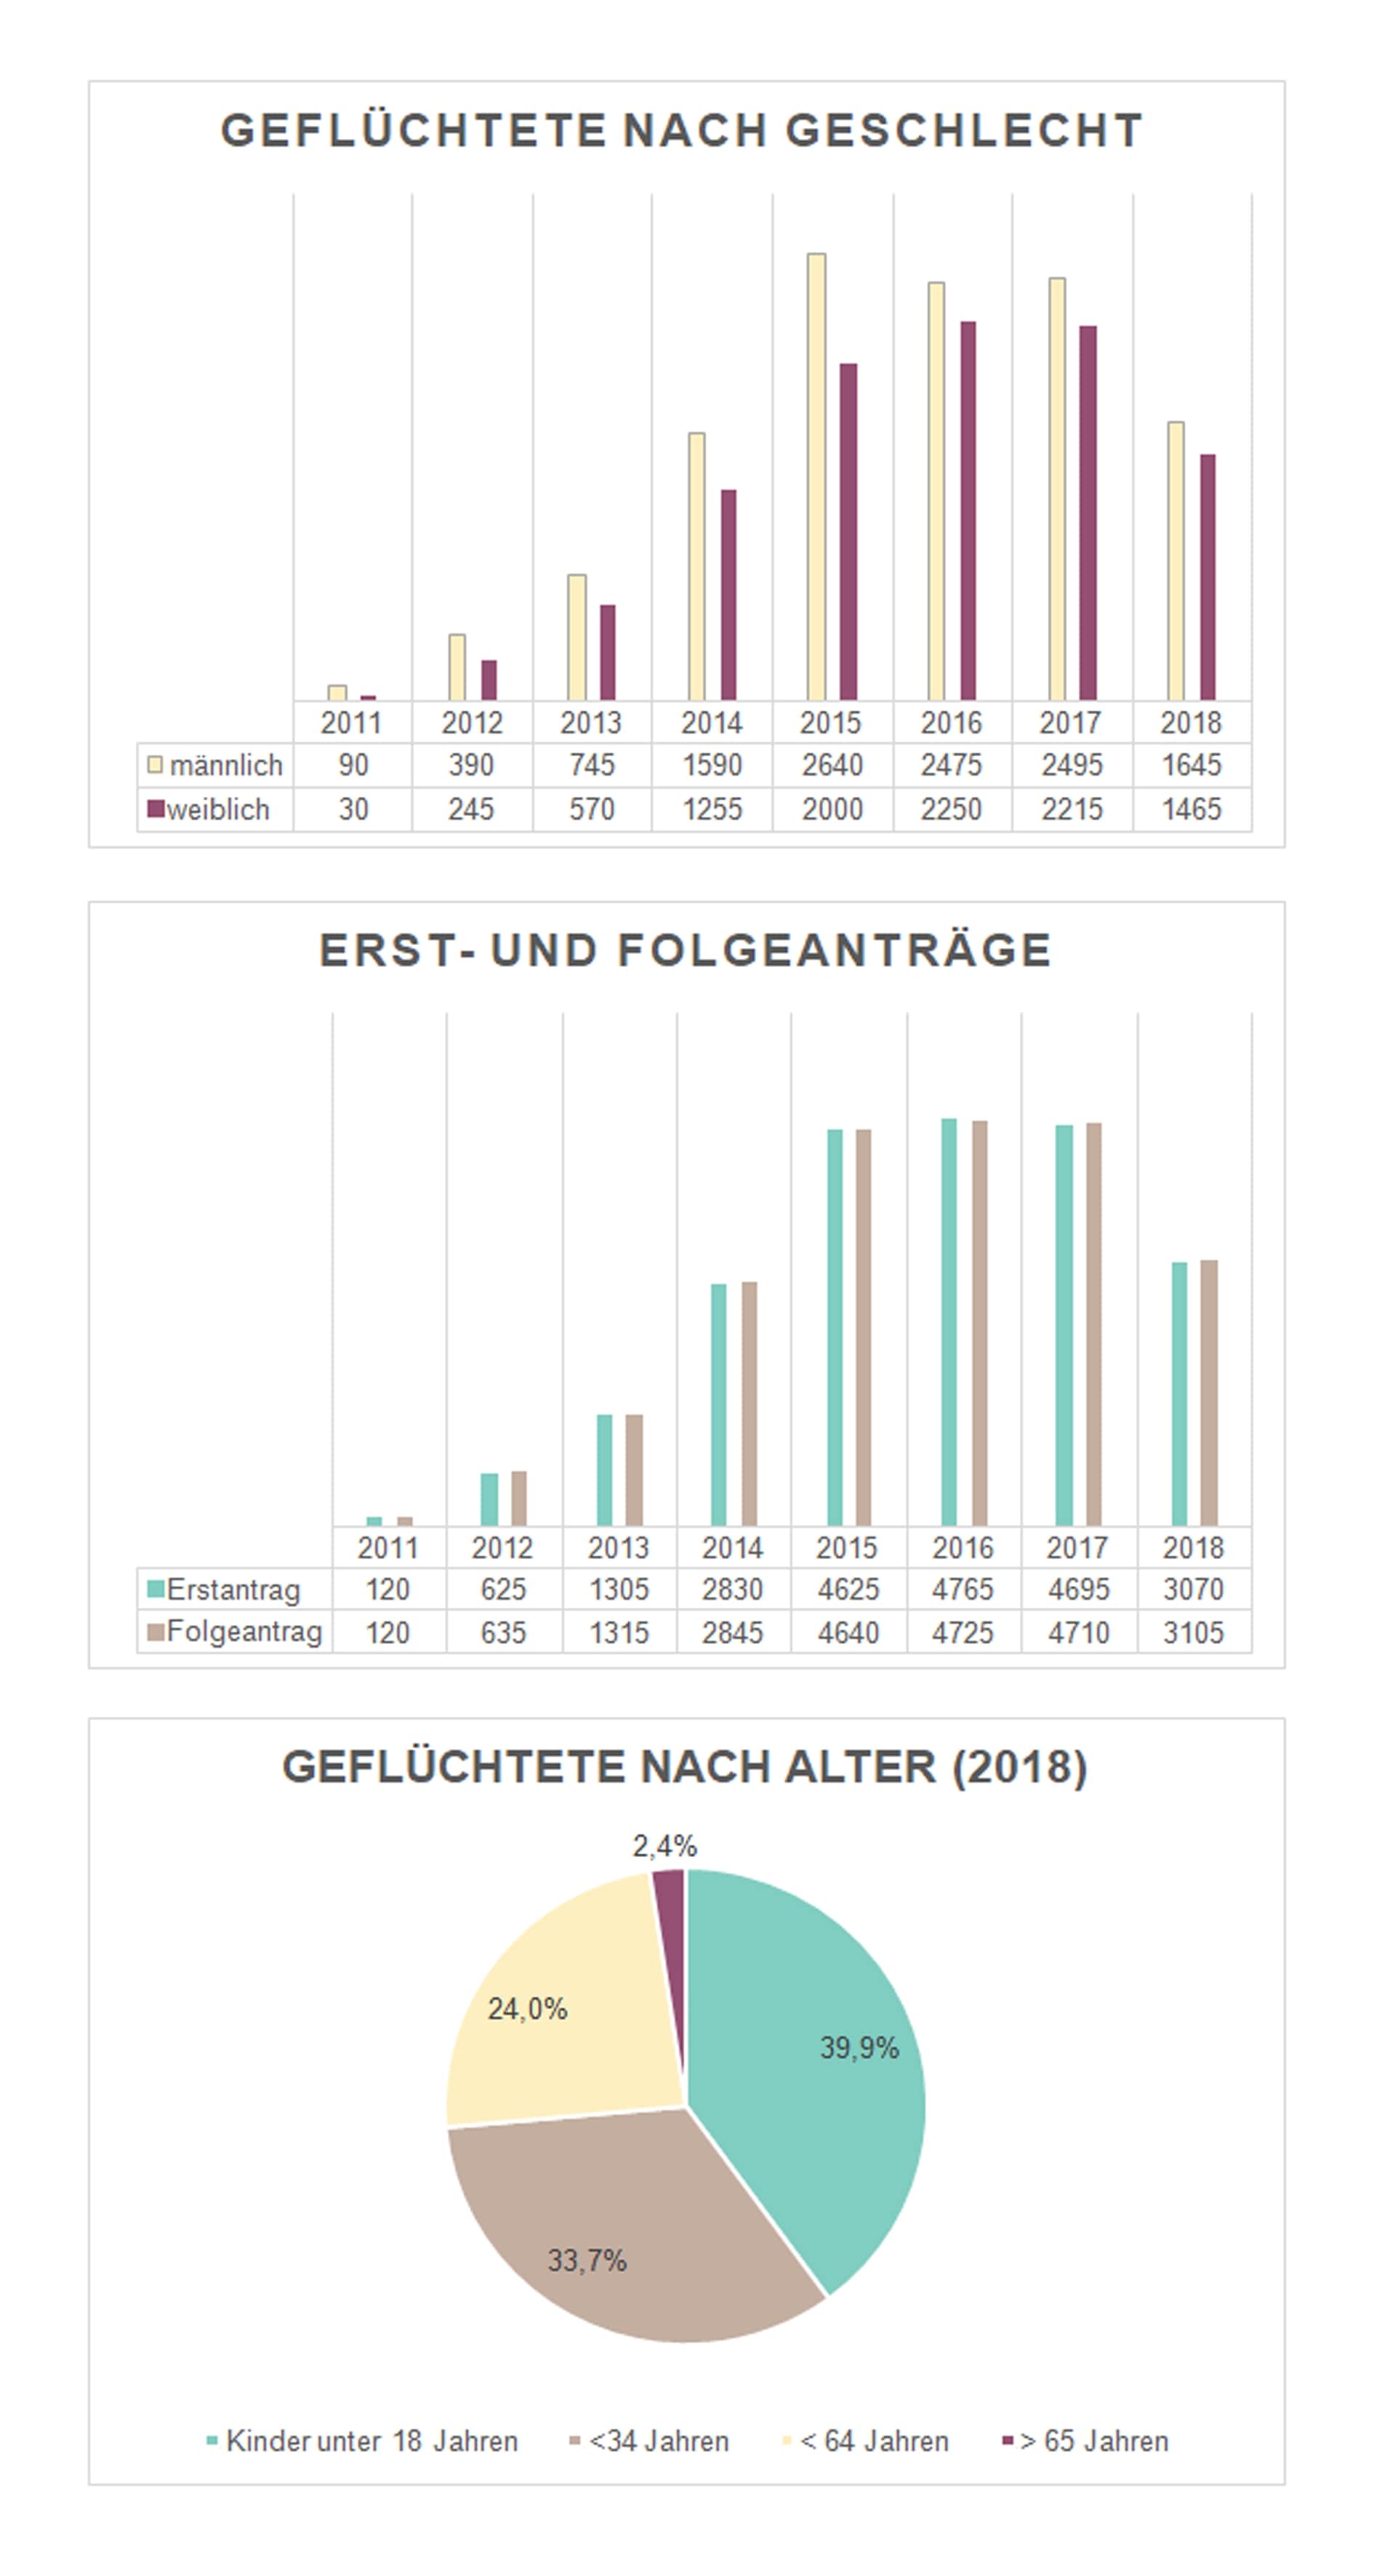 GEFLÜCHTETE NACH GESCHLECHT
2011 2012 2013 2014 2015 2016 2017 2018
männlich 90 390 745 1590 2640 2475 2495 1645
weiblich 30 245 570 1255 2000 2250 2215 1465
ERST- UND FOLGEANTRÄGE
2011 2012 2013 2014 2015 2016 2017 2018
Erstantrag 120 625 1305 2830 4625 4765 4695 3070
Folgeantrag 120 635 1315 2845 4640 4725 4710 3105
GEFLÜCHTETE NACH ALTER (2018)
2,4%
24,0%
39,9%
33,7%
Kinder unter 18 Jahren <34 Jahren < 64 Jahren > 65 Jahren